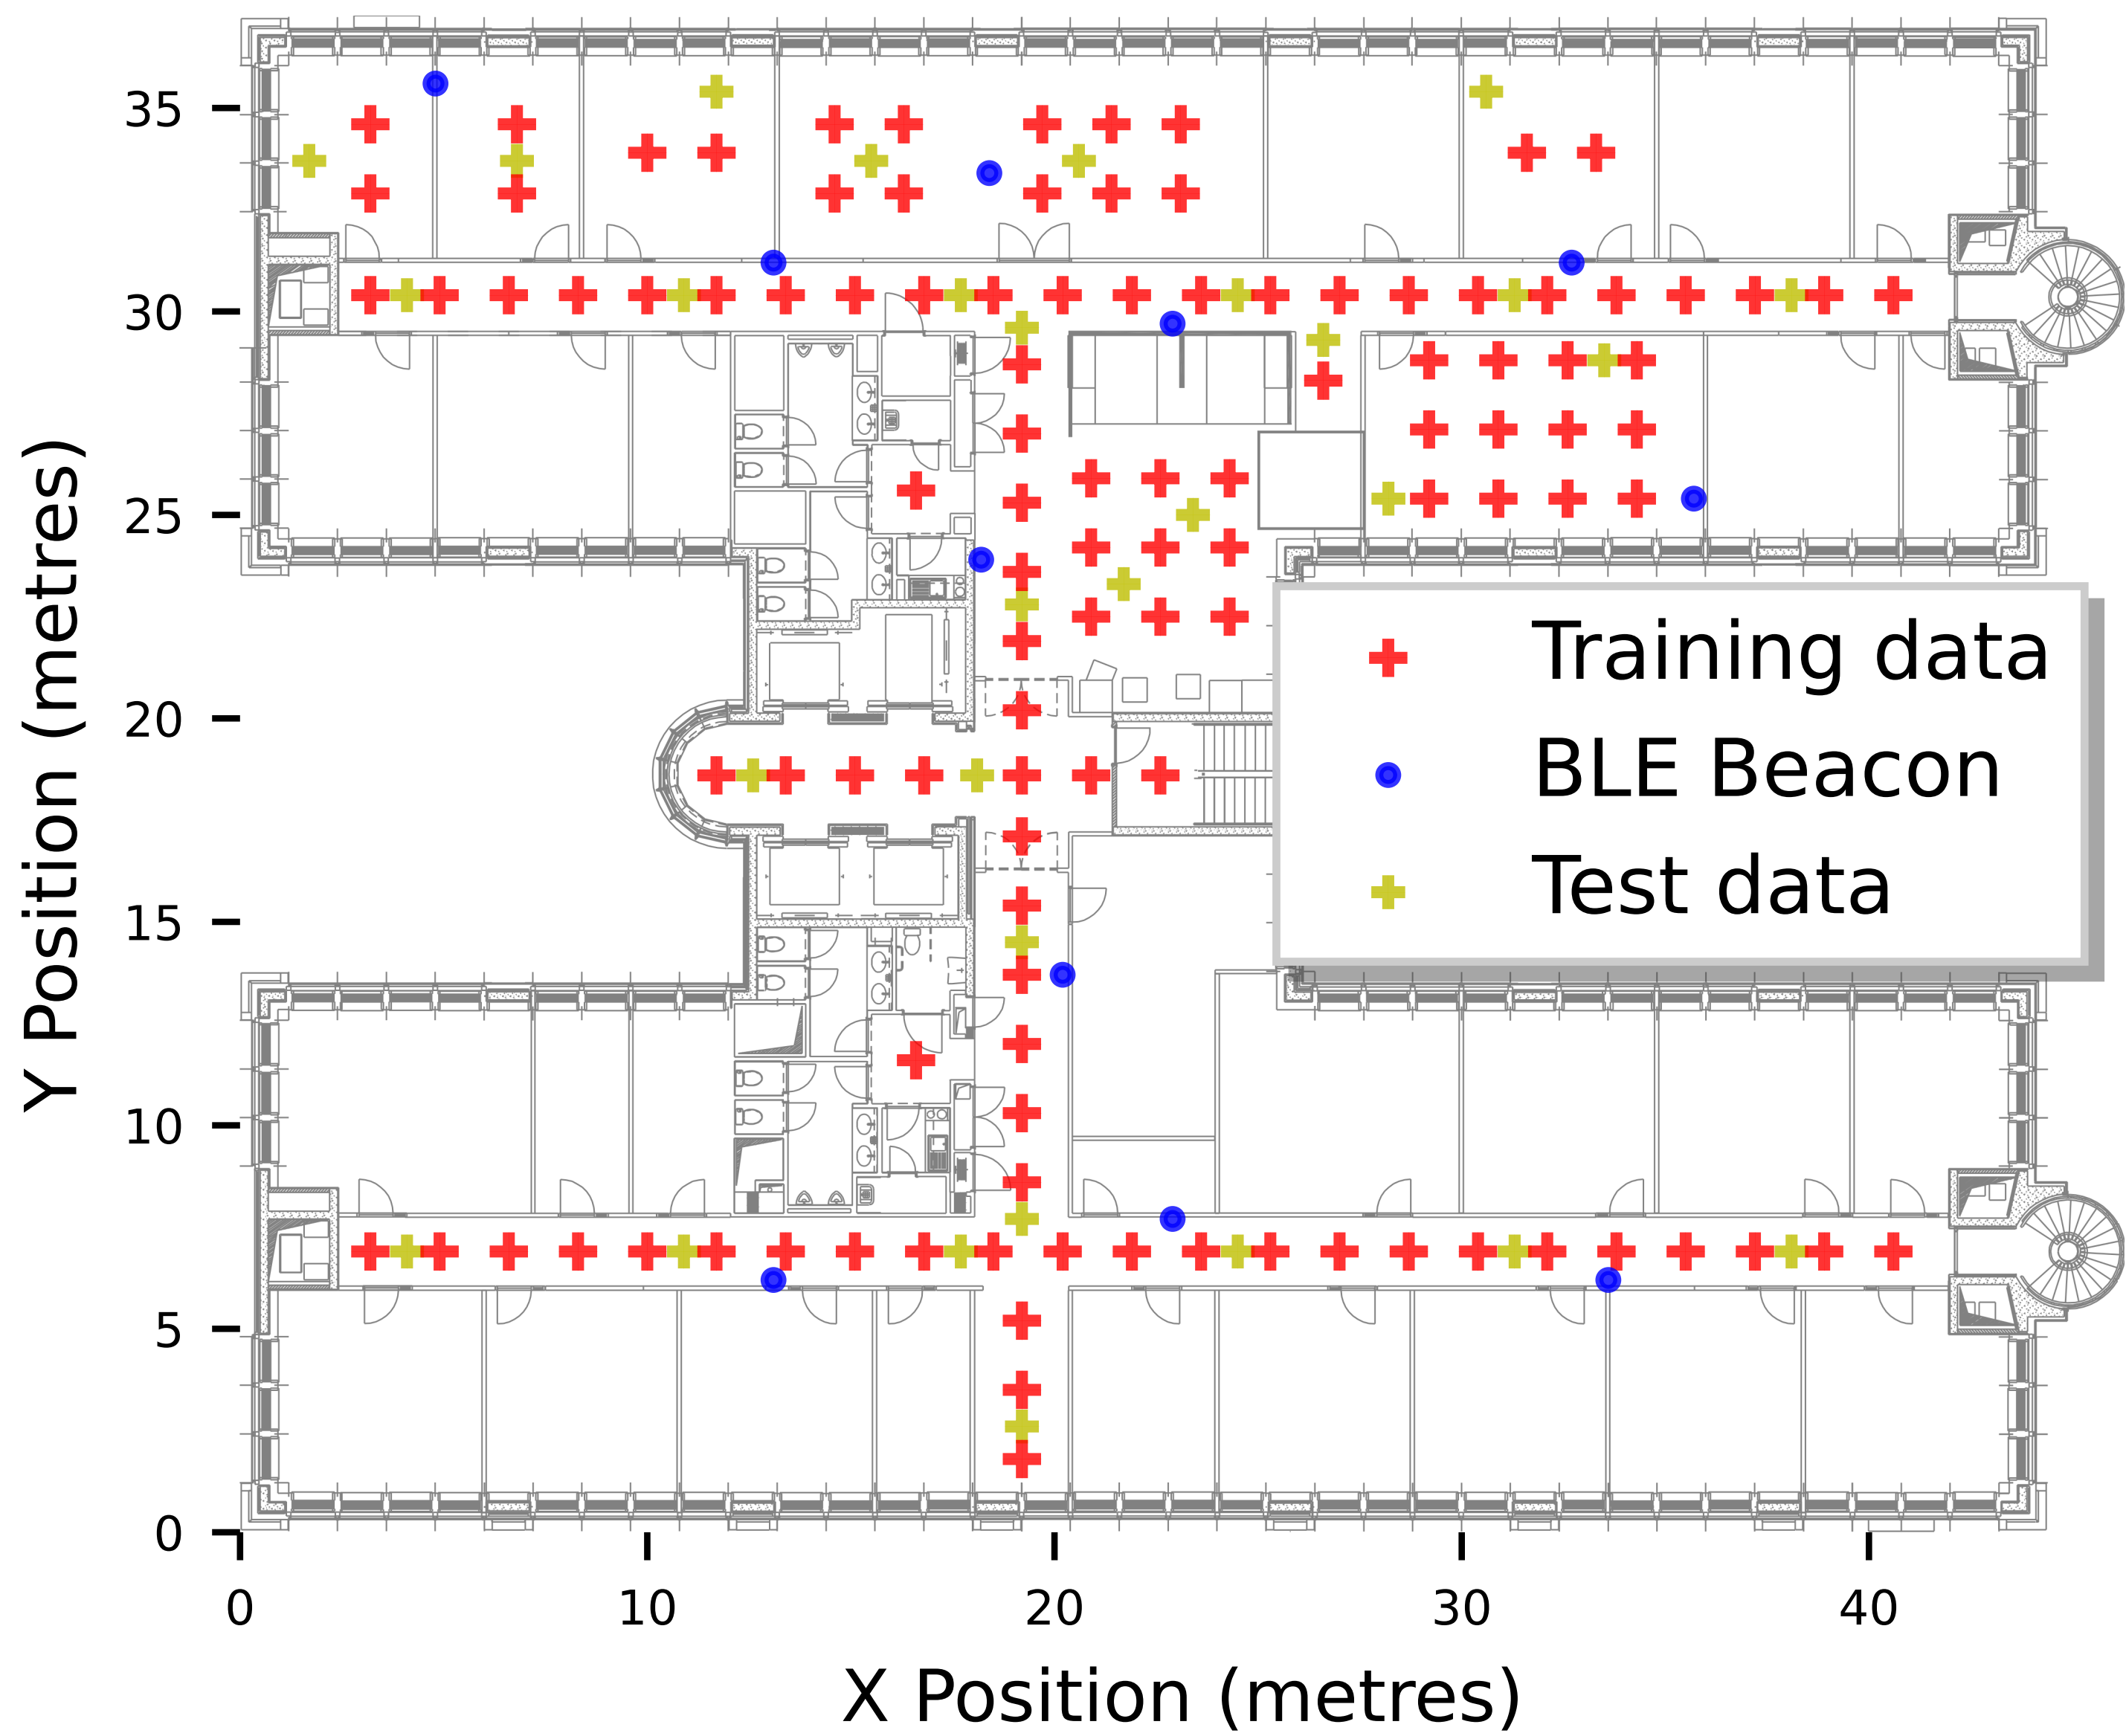 35
30
25
20
15
10
5
0
Y Position (metres)
Training data
BLE Beacon
Test data
0 10 20 30 40
X Position (metres)